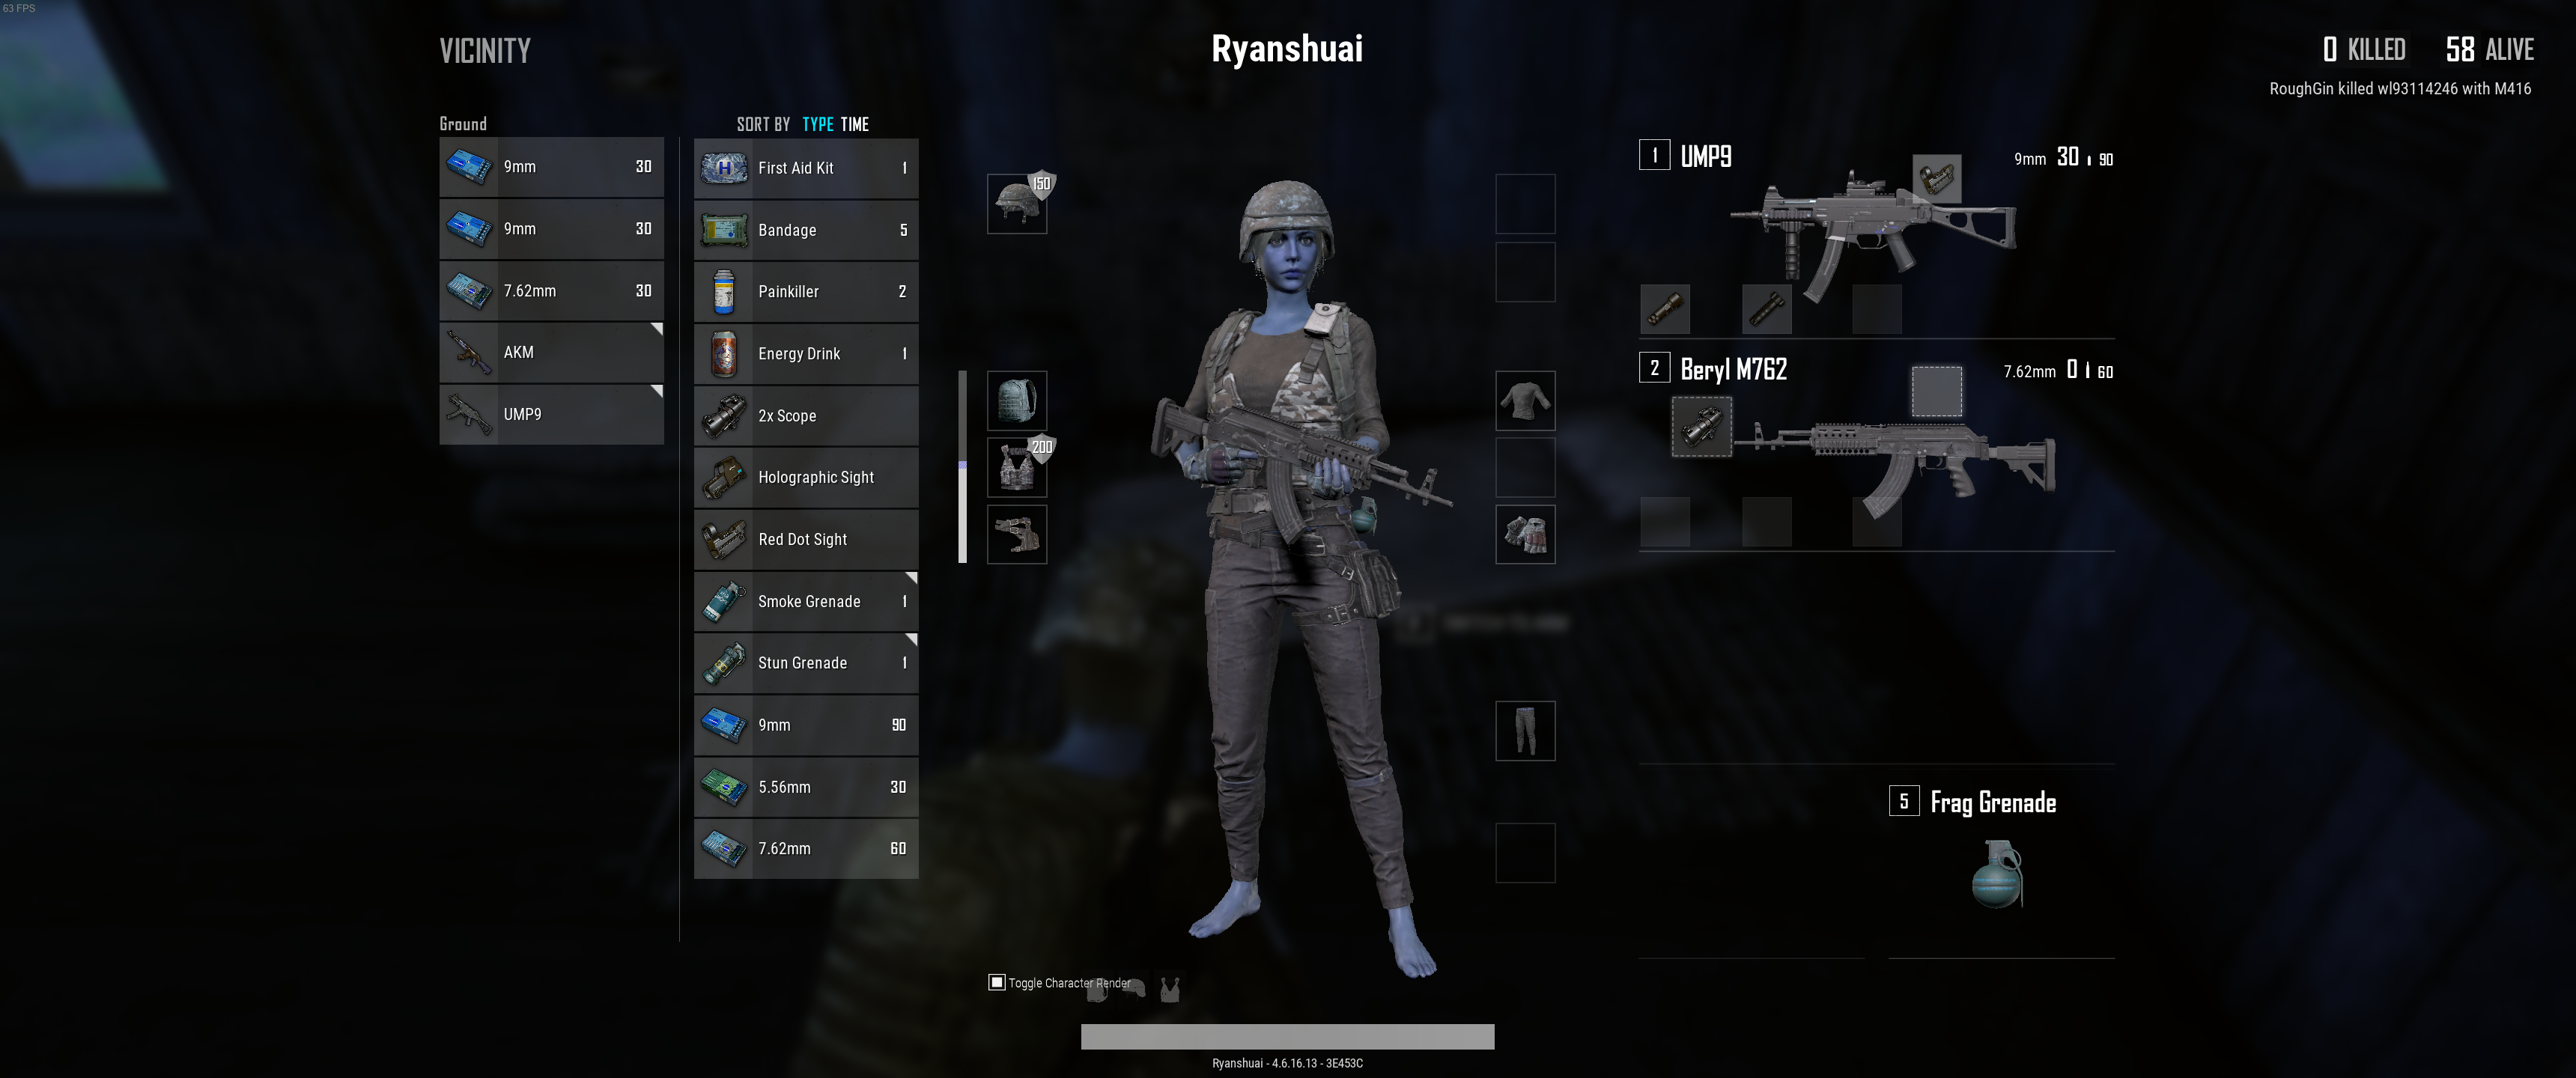 63 FPS
VICINITY
Ryanshuai
0 KILLED 58 ALIVE
RoughGin killed wl93114246 with M416
Ground
9mm 30
9mm 30
7.62mm 30
AKM
UMP9
SORT BY TYPE TIME
First Aid Kit 1
Bandage 5
Painkiller 2
Energy Drink 1
2x Scope
Holographic Sight
Red Dot Sight
Smoke Grenade 1
Stun Grenade 1
9mm 90
5.56mm 30
7.62mm 60
150
200
1 UMP9 9mm 30 90
2 Beryl M762 7.62mm 0 60
5 Frag Grenade
Toggle Character Render
Ryanshuai - 4.6.16.13 - 3E453C